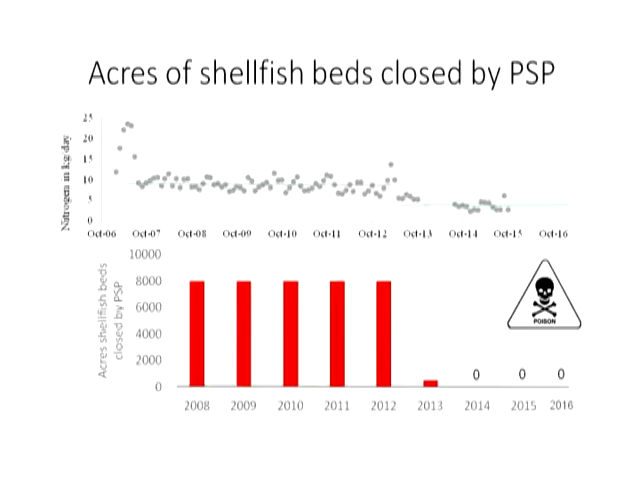 Acres of shellfish beds closed by PSP
Nitrogen in kg/day
25
20
15
10
5
0
Oct-06 Oct-07 Oct-08 Oct-09 Oct-10 Oct-11 Oct-12 Oct-13 Oct-14 Oct-15 Oct-16
Acres shellfish beds
closed by PSP
10000
8000
6000
4000
2000
0
POISON
0 0 0
2008 2009 2010 2011 2012 2013 2014 2015 2016